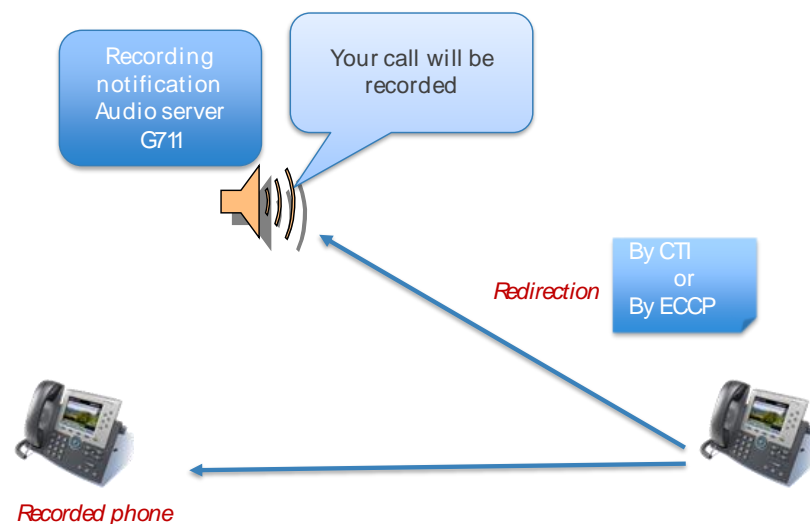 Recording
notification
Audio server
G711
Your call will be
recorded
Redirection
By CTI
or
By ECCP
Recorded phone